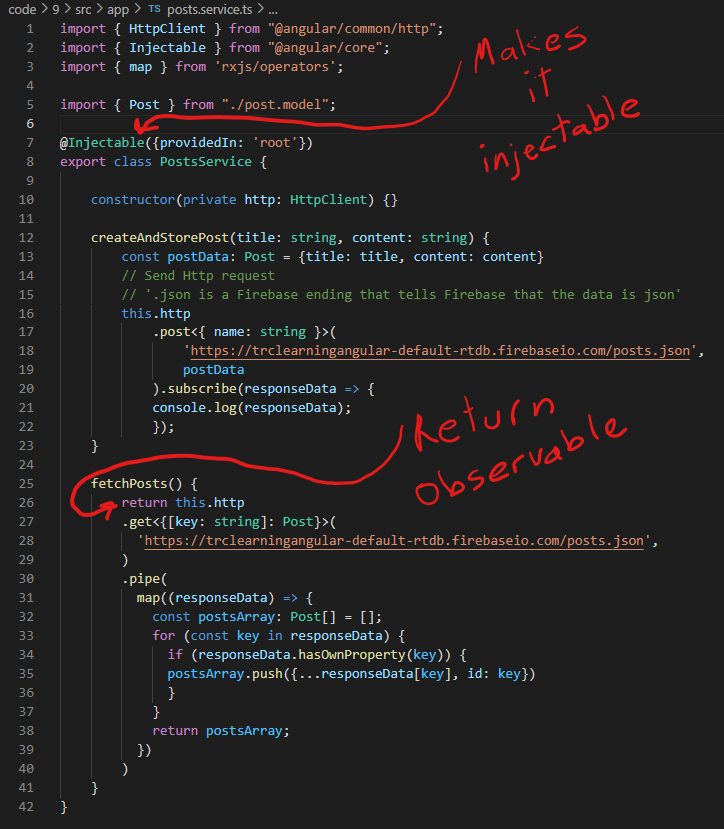 code > 9 > src > app > TS posts.service.ts > ...
1 import { HttpClient } from "@angular/common/http";
2 import { Injectable } from "@angular/core";
3 import { map } from 'rxjs/operators';
4
5 import { Post } from "./post.model";
6
7 @Injectable({providedIn: 'root'})
8 export class PostsService {
9
10 constructor(private http: HttpClient) {}
11
12 createAndStorePost(title: string, content: string) {
13 const postData: Post = {title: title, content: content}
14 // Send Http request
15 // '.json is a Firebase ending that tells Firebase that the data is json'
16 this.http
17 .post<{ name: string }>(
18 'https://trclearningangular-default-rtdb.firebaseio.com/posts.json',
19 postData
20 ).subscribe(responseData => {
21 console.log(responseData);
22 });
23 }
24
25 fetchPosts() {
26 return this.http
27 .get<{[key: string]: Post}>(
28 'https://trclearningangular-default-rtdb.firebaseio.com/posts.json',
29 )
30 .pipe(
31 map((responseData) => {
32 const postsArray: Post[] = [];
33 for (const key in responseData) {
34 if (responseData.hasOwnProperty(key)) {
35 postsArray.push({...responseData[key], id: key})
36 }
37 }
38 return postsArray;
39 })
40 )
41 }
42 }
Makes
it
injectable
Return
Observable